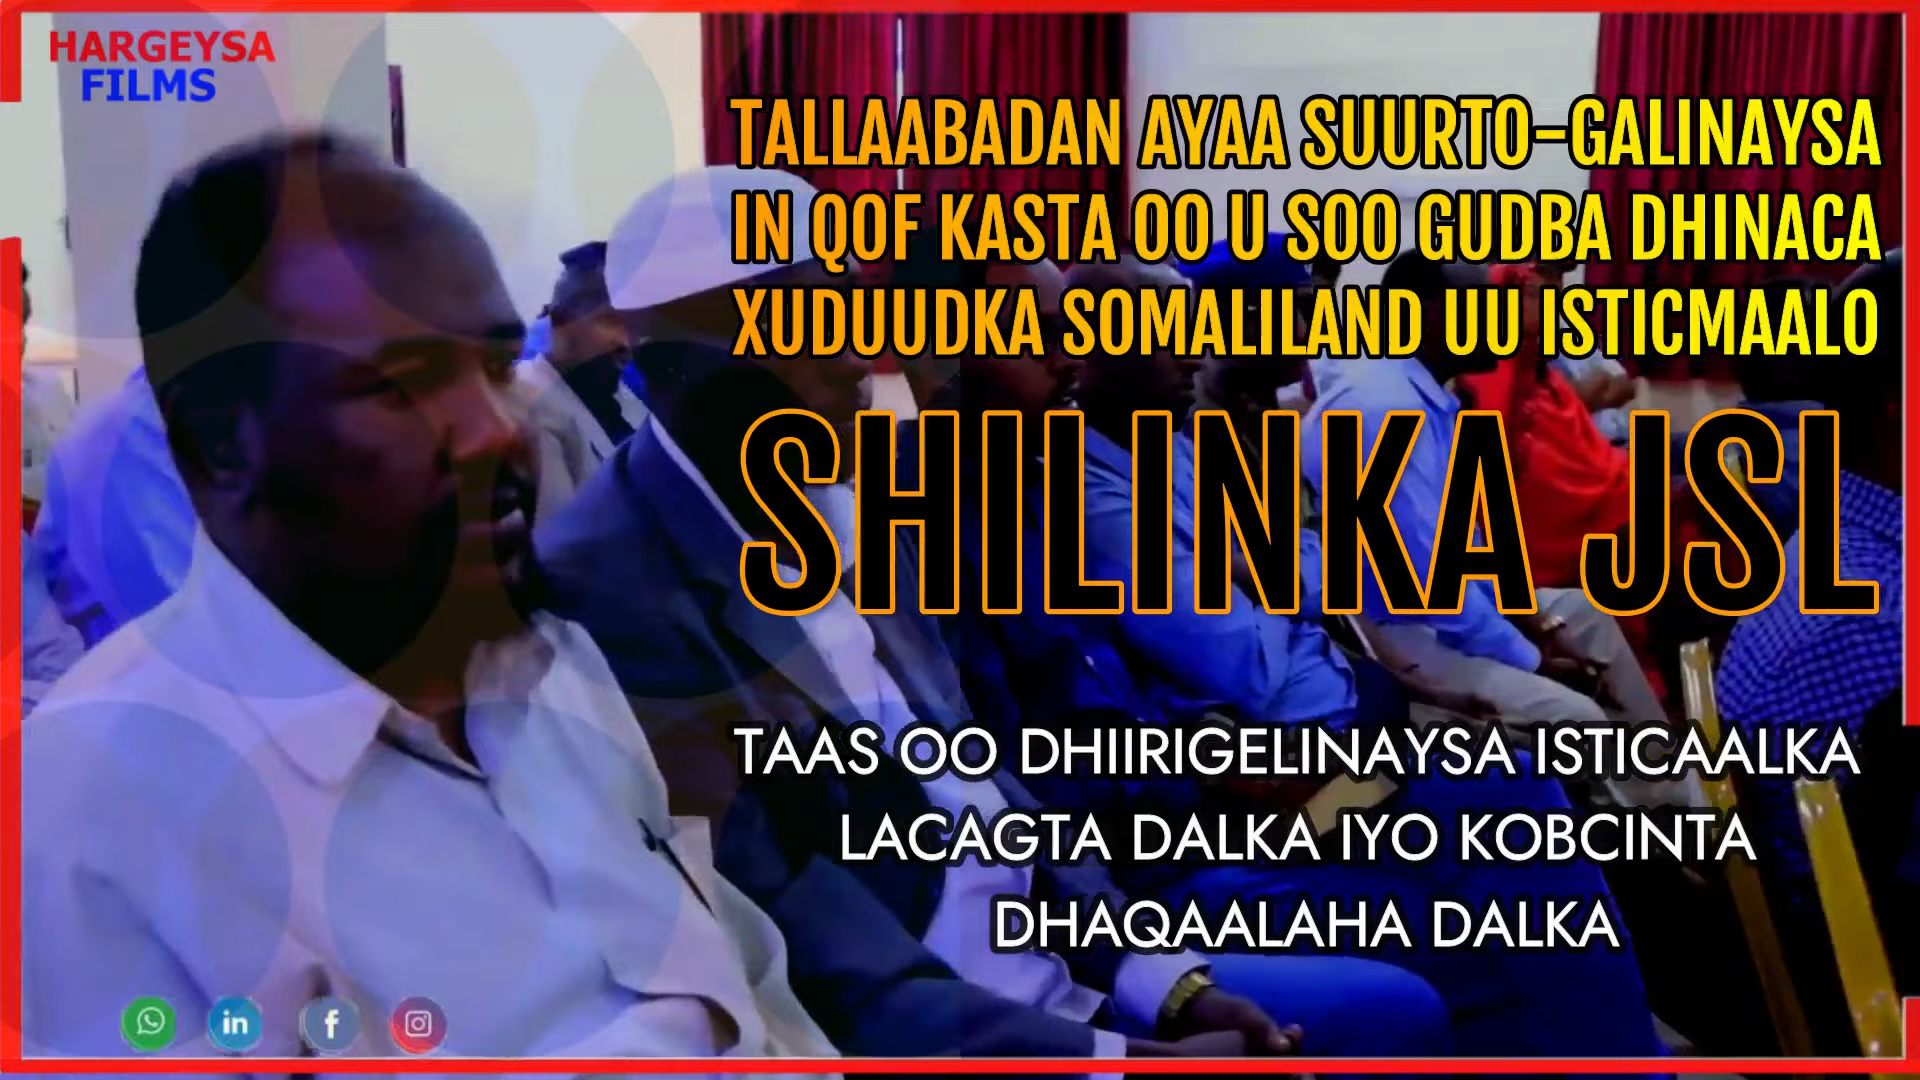 HARGEYSA
FILMS
TALLAABADAN AYAA SUURTO-GALINAYSA
IN QOF KASTA OO U SOO GUDBA DHINACA
XUDUUDKA SOMALILAND UU ISTICMAALO
SHILINKA JSL
TAAS OO DHIIRIGELINAYSA ISTICAALKA
LACAGTA DALKA IYO KOBCINTA
DHAQAALAHA DALKA